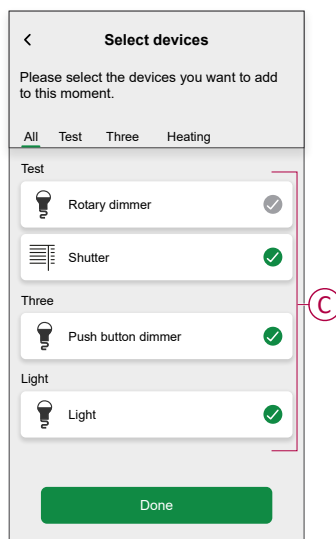 Select devices
Please select the devices you want to add
to this moment.
All Test Three Heating
Test
Rotary dimmer
Shutter
Three
Push button dimmer
Light
Light
Done
C